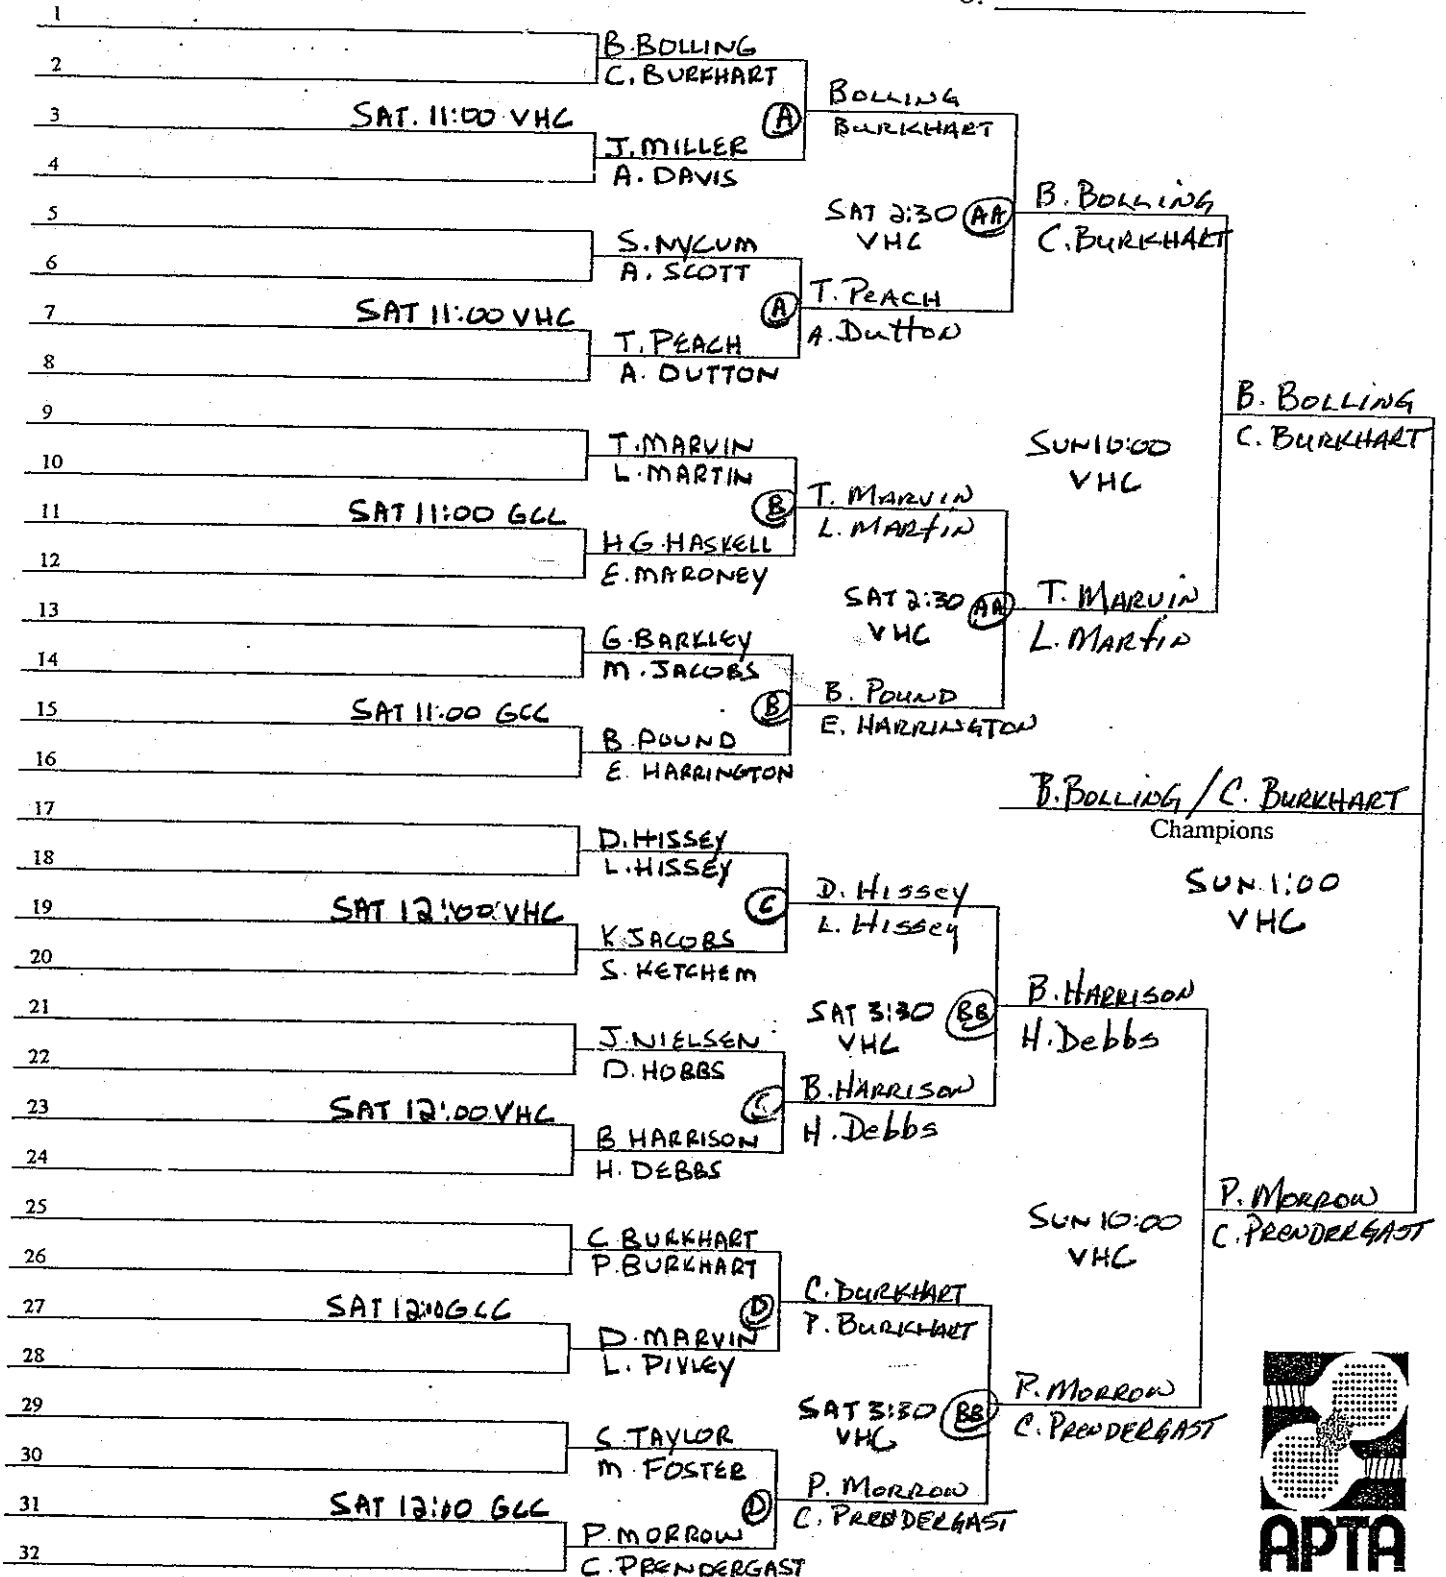 1
B. BOLLING
2
C. BURKHART
BOLLING
3
SAT. 11:00 VHC
A
BURKHART
J. MILLER
4
A. DAVIS
B. BOLLING
5
SAT 2:30 AA
S. NYCUM
VHC
C. BURKHART
6
A. SCOTT
T. PEACH
7
SAT 11:00 VHC
A
A. Dutton
T. PEACH
8
A. DUTTON
B. BOLLING
9
C. BURKHART
T. MARVIN
SUN 10:00
10
L. MARTIN
VHC
T. MARVIN
11
SAT 11:00 GCC
B
L. MARTIN
H.G. HASKELL
12
E. MARONEY
SAT 2:30 AA
T. MARVIN
13
VHC
L. MARTIN
G. BARKLEY
14
M. JACOBS
B. POUND
15
SAT 11:00 GCC
B
E. HARRINGTON
B. POUND
16
E. HARRINGTON
B. BOLLING / C. BURKHART
17
Champions
D. HISSEY
18
L. HISSEY
SUN. 1:00
D. HISSEY
VHC
19
SAT 12:00 VHC
C
L. HISSEY
K JACOBS
20
S. KETCHEM
B. HARRISON
21
SAT 3:30 BB
H. Debbs
J. NIELSEN
VHC
22
D. HOBBS
B. HARRISON
23
SAT 12:00 VHC
C
H. Debbs
B HARRISON
24
H. DEBBS
P. MORROW
25
SUN 10:00
C. PRENDERGAST
C. BURKHART
VHC
26
P. BURKHART
C. BURKHART
27
SAT 12:00 GCC
D
P. BURKHART
D. MARVIN
28
L. PIVLEY
P. MORROW
29
SAT 3:30 BB
C. PRENDERGAST
S. TAYLOR
VHC
30
M. FOSTER
P. MORROW
31
SAT 12:00 GCC
D
C. PRENDERGAST
P. MORROW
32
C. PRENDERGAST
APTA